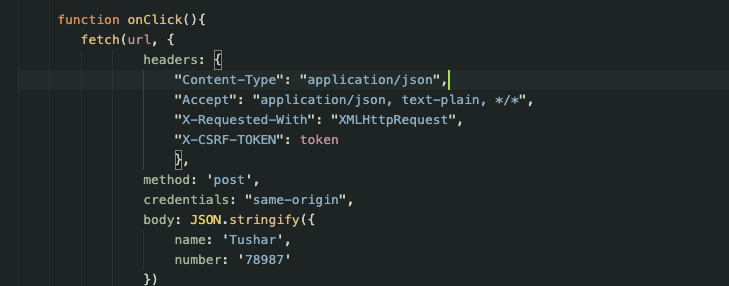 function onClick(){
fetch(url, {
headers: {
"Content-Type": "application/json",
"Accept": "application/json, text-plain, */*",
"X-Requested-With": "XMLHttpRequest",
"X-CSRF-TOKEN": token
},
method: 'post',
credentials: "same-origin",
body: JSON.stringify({
name: 'Tushar',
number: '78987'
})